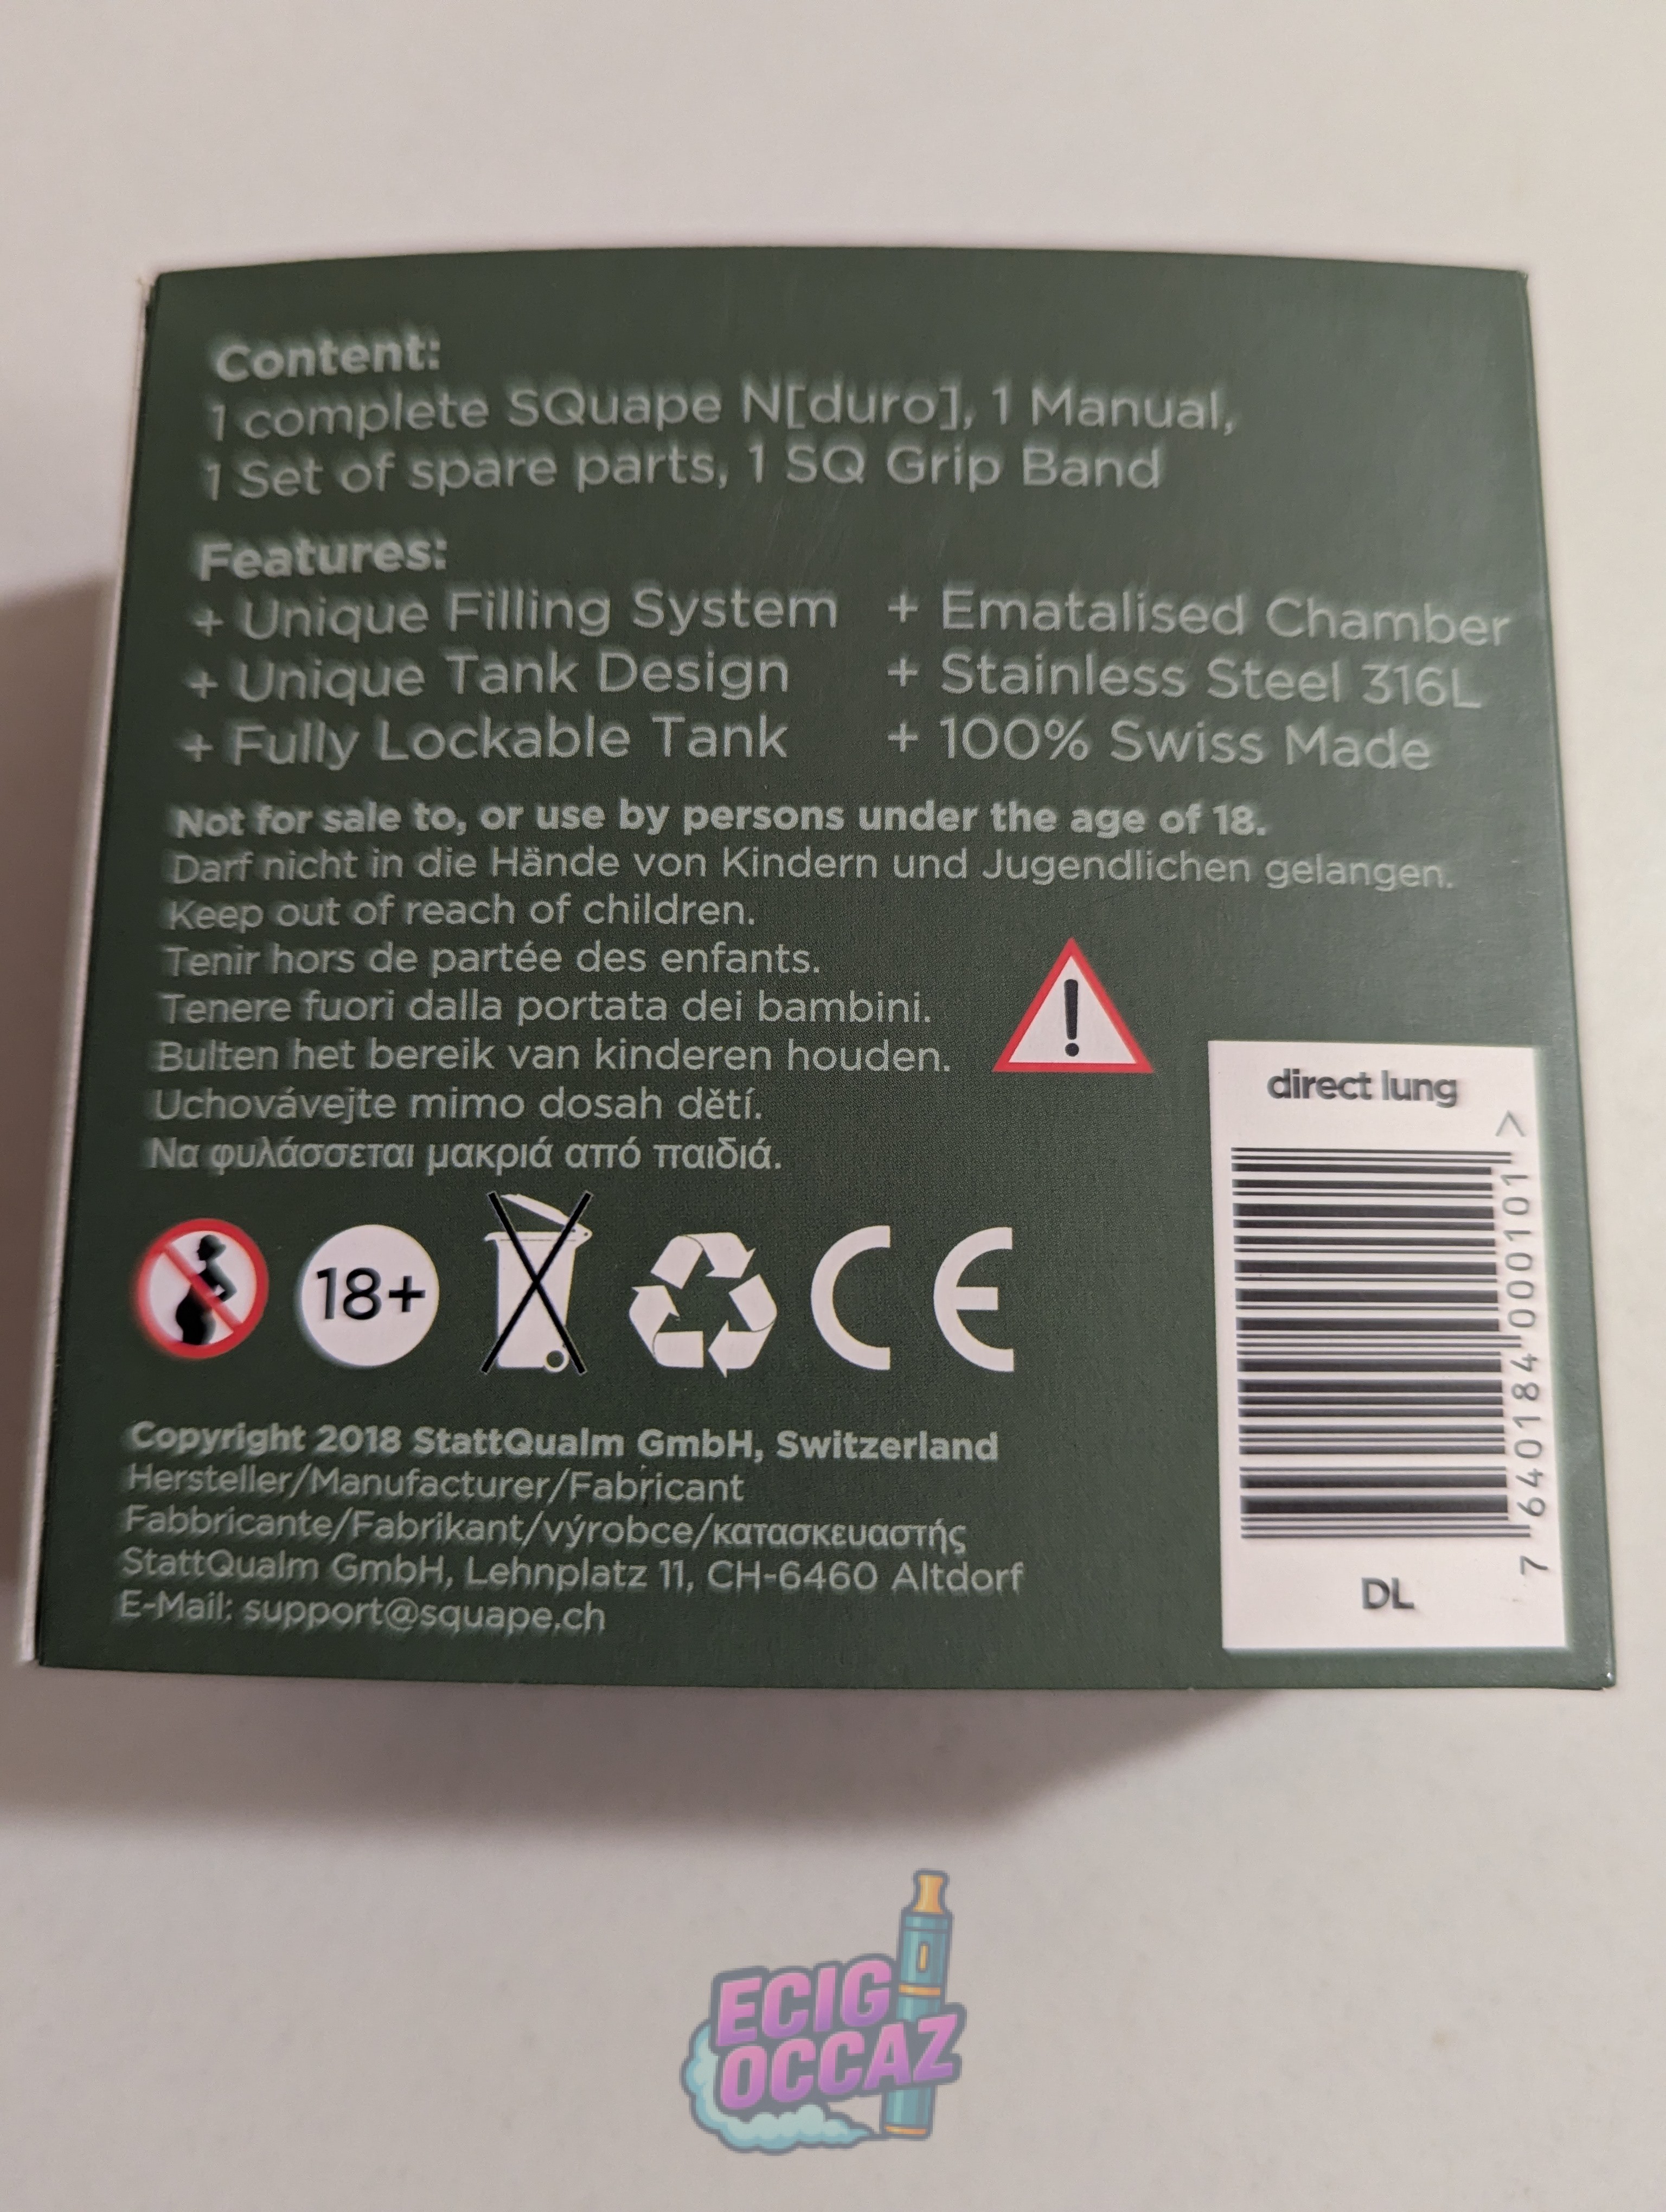 Content:
1 complete SQuape N[duro], 1 Manual,
1 Set of spare parts, 1 SQ Grip Band
Features:
+ Unique Filling System
+ Unique Tank Design
+ Fully Lockable Tank
+ Ematalised Chamber
+ Stainless Steel 316L
+ 100% Swiss Made
Not for sale to, or use by persons under the age of 18.
Darf nicht in die Hände von Kindern und Jugendlichen gelangen.
Keep out of reach of children.
Tenir hors de partée des enfants.
Tenere fuori dalla portata dei bambini.
Bulten het bereik van kinderen houden.
Uchovávejte mimo dosah dětí.
Να φυλάσσεται μακριά από παιδιά.
!
18+
CE
Copyright 2018 StattQualm GmbH, Switzerland
Hersteller/Manufacturer/Fabricant
Fabbricante/Fabrikant/výrobce/κατασκευαστής
StattQualm GmbH, Lehnplatz 11, CH-6460 Altdorf
E-Mail: support@squape.ch
direct lung
7 640184 000101 >
DL
ECIG
OCCAZ